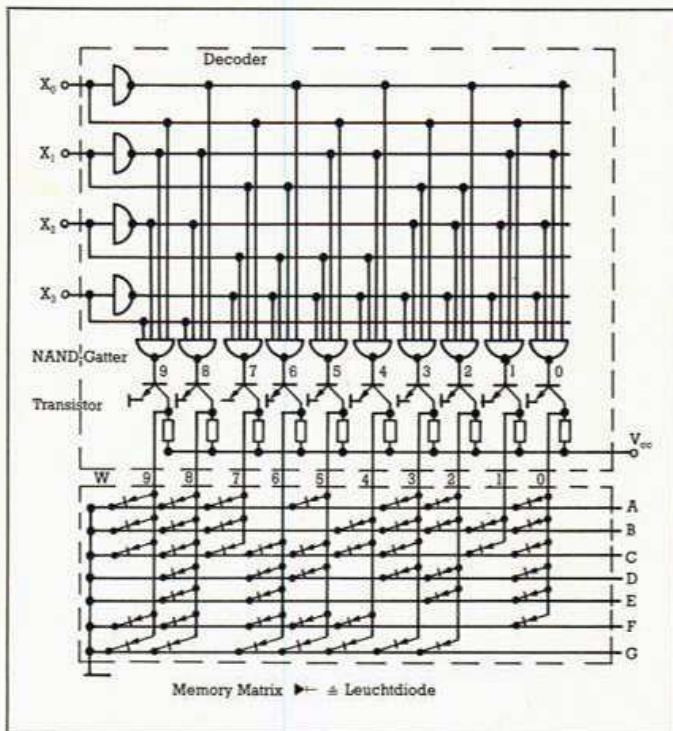 Decoder
X₀
X₁
X₂
X₃
NAND-Gatter
9 8 7 6 5 4 3 2 1 0
Transistor
V꜀꜀
W 9 8 7 6 5 4 3 2 1 0
A
B
C
D
E
F
G
Memory Matrix ≙ Leuchtdiode